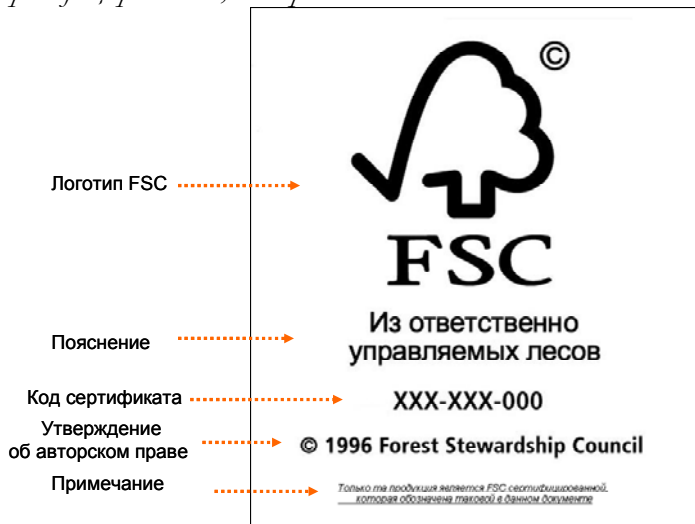 ©
FSC
Логотип FSC
Из ответственно
управляемых лесов
Пояснение
Код сертификата
XXX-XXX-000
Утверждение
об авторском праве
© 1996 Forest Stewardship Council
Примечание
Только та продукция является FSC сертифицированной,
которая обозначена таковой в данном документе